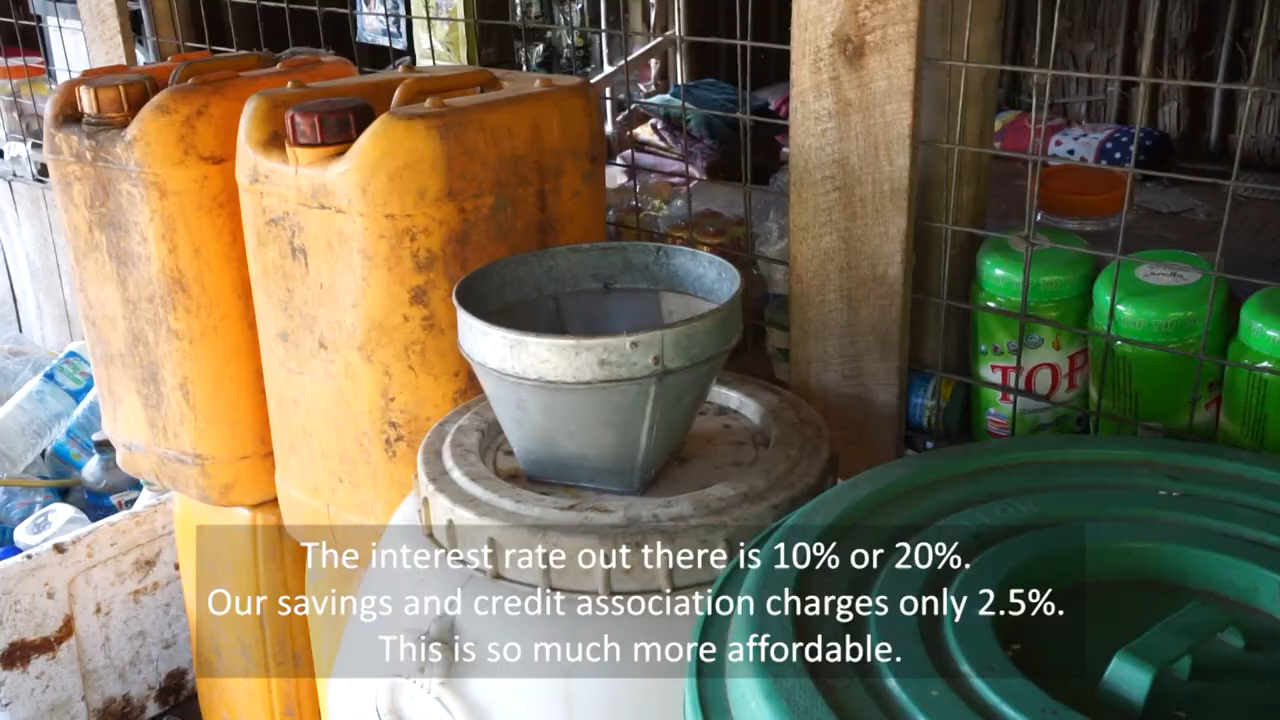 TOP
The interest rate out there is 10% or 20%.
Our savings and credit association charges only 2.5%.
This is so much more affordable.